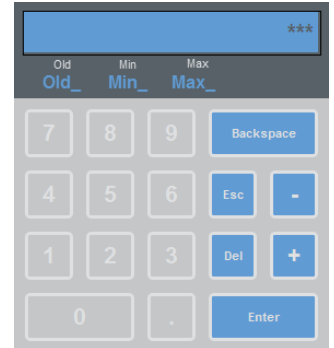 ***
Old Min Max
Old_ Min_ Max_
7 8 9 Backspace
4 5 6 Esc -
1 2 3 Del +
0 . Enter